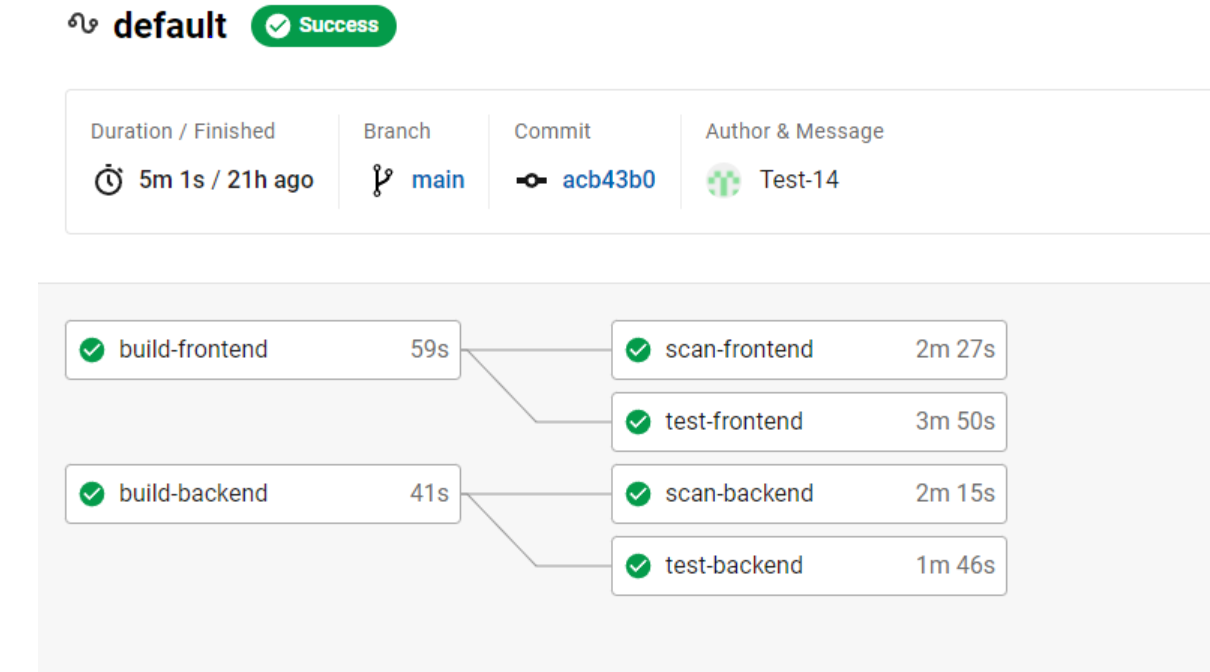 default Success
Duration / Finished Branch Commit Author & Message
5m 1s / 21h ago main acb43b0 Test-14
build-frontend 59s scan-frontend 2m 27s
test-frontend 3m 50s
build-backend 41s scan-backend 2m 15s
test-backend 1m 46s